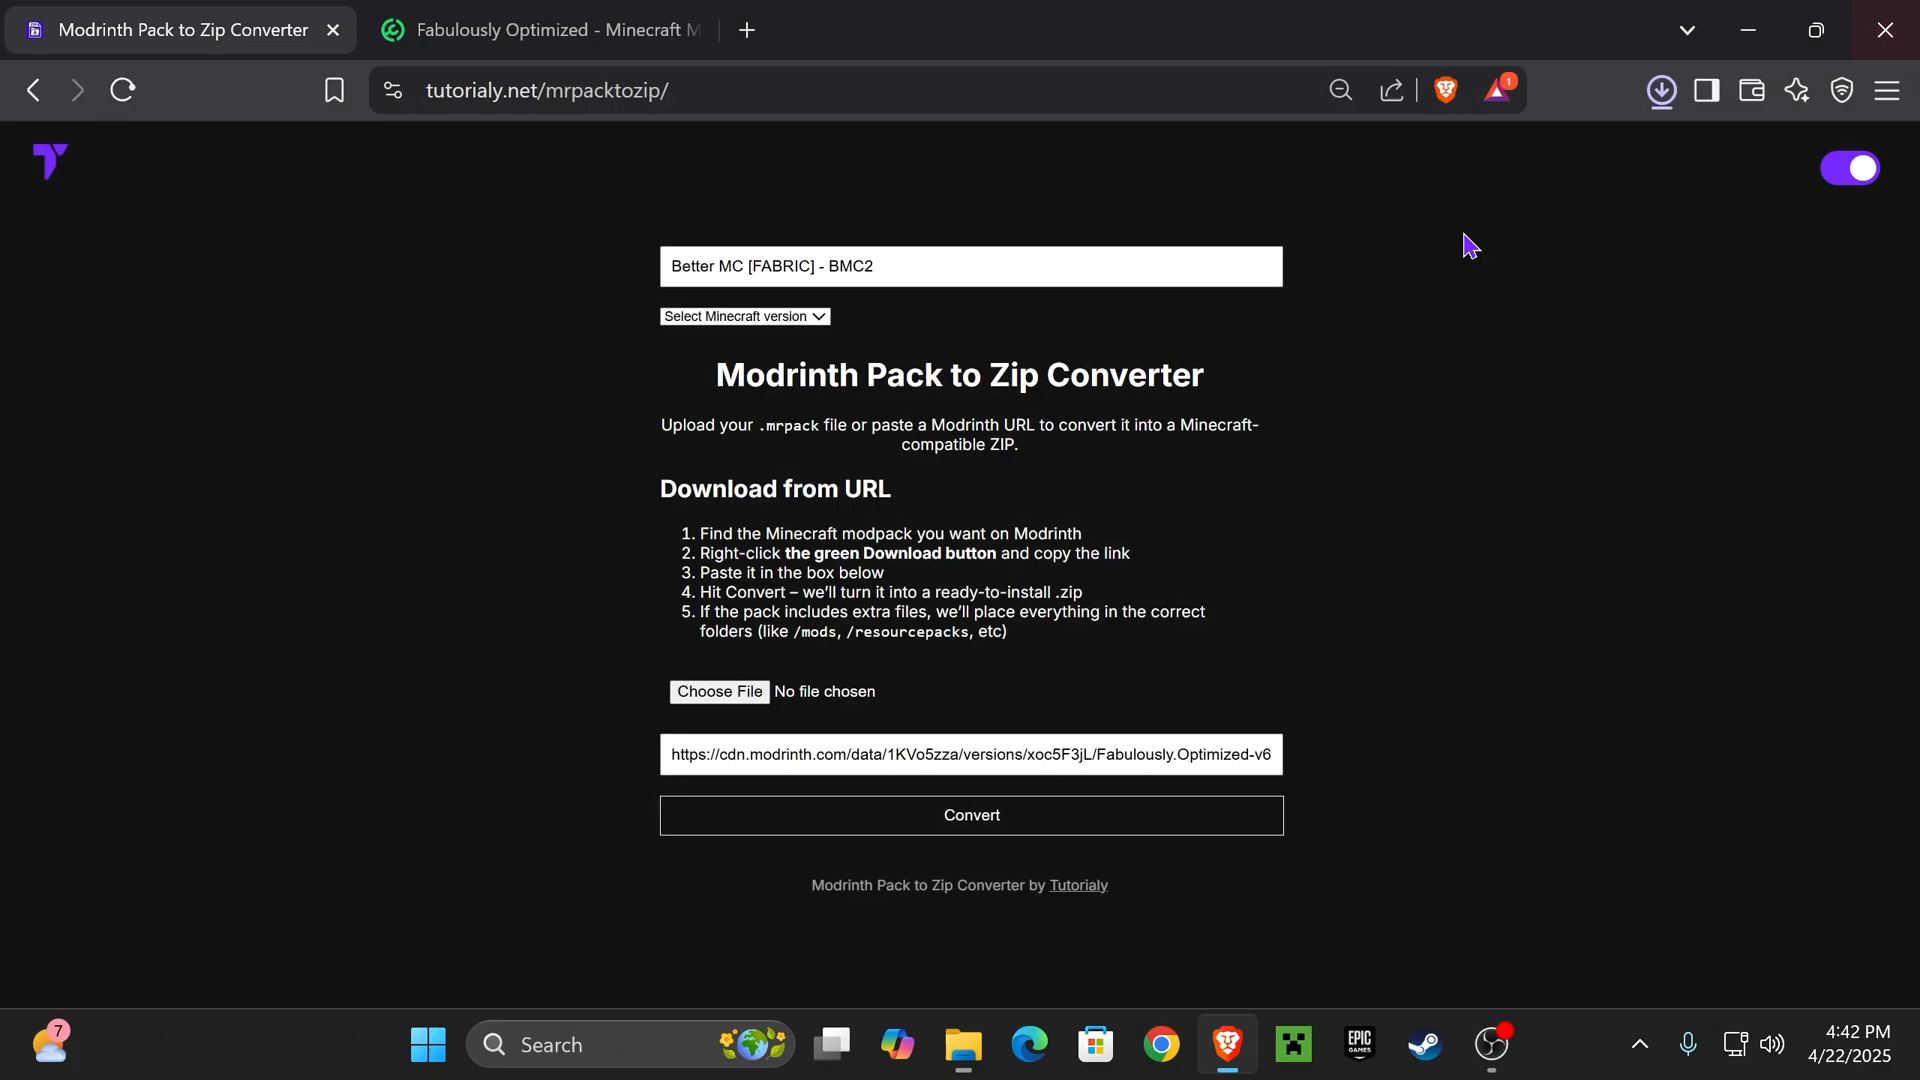 Modrinth Pack to Zip Converter
Fabulously Optimized - Minecraft M
tutorialy.net/mrpacktozip/
1
Better MC [FABRIC] - BMC2
Select Minecraft version
Modrinth Pack to Zip Converter
Upload your .mrpack file or paste a Modrinth URL to convert it into a Minecraft-
compatible ZIP.
Download from URL
1. Find the Minecraft modpack you want on Modrinth
2. Right-click the green Download button and copy the link
3. Paste it in the box below
4. Hit Convert – we'll turn it into a ready-to-install .zip
5. If the pack includes extra files, we'll place everything in the correct
folders (like /mods, /resourcepacks, etc)
Choose File No file chosen
https://cdn.modrinth.com/data/1KVo5zza/versions/xoc5F3jL/Fabulously.Optimized-v6
Convert
Modrinth Pack to Zip Converter by Tutorialy
7
Search
EPIC
GAMES
4:42 PM
4/22/2025